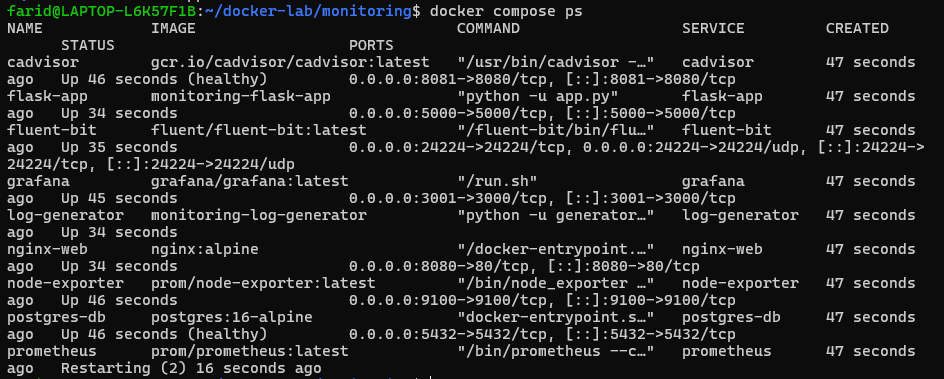 farid@LAPTOP-L6K57F1B:~/docker-lab/monitoring$ docker compose ps
NAME IMAGE COMMAND SERVICE CREATED
STATUS PORTS
cadvisor gcr.io/cadvisor/cadvisor:latest "/usr/bin/cadvisor -…" cadvisor 47 seconds
ago Up 46 seconds (healthy) 0.0.0.0:8081->8080/tcp, [::]:8081->8080/tcp
flask-app monitoring-flask-app "python -u app.py" flask-app 47 seconds
ago Up 34 seconds 0.0.0.0:5000->5000/tcp, [::]:5000->5000/tcp
fluent-bit fluent/fluent-bit:latest "/fluent-bit/bin/flu…" fluent-bit 47 seconds
ago Up 35 seconds 0.0.0.0:24224->24224/tcp, 0.0.0.0:24224->24224/udp, [::]:24224->
24224/tcp, [::]:24224->24224/udp
grafana grafana/grafana:latest "/run.sh" grafana 47 seconds
ago Up 45 seconds 0.0.0.0:3001->3000/tcp, [::]:3001->3000/tcp
log-generator monitoring-log-generator "python -u generator…" log-generator 47 seconds
ago Up 34 seconds
nginx-web nginx:alpine "/docker-entrypoint.…" nginx-web 47 seconds
ago Up 34 seconds 0.0.0.0:8080->80/tcp, [::]:8080->80/tcp
node-exporter prom/node-exporter:latest "/bin/node_exporter …" node-exporter 47 seconds
ago Up 46 seconds 0.0.0.0:9100->9100/tcp, [::]:9100->9100/tcp
postgres-db postgres:16-alpine "docker-entrypoint.s…" postgres-db 47 seconds
ago Up 46 seconds (healthy) 0.0.0.0:5432->5432/tcp, [::]:5432->5432/tcp
prometheus prom/prometheus:latest "/bin/prometheus --c…" prometheus 47 seconds
ago Restarting (2) 16 seconds ago